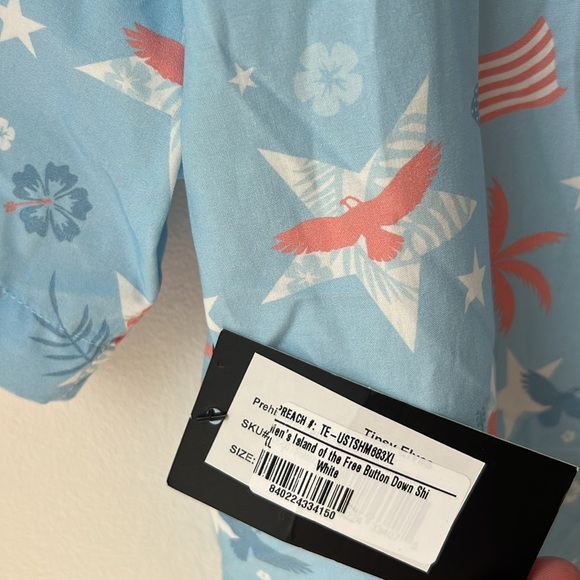 Tipsy Elves
Prehi
PREACH #: TE-USTSHM683XL
SKU#
Men's Island of the Free Button Down Shi
SIZE:
XL
White
840224334150